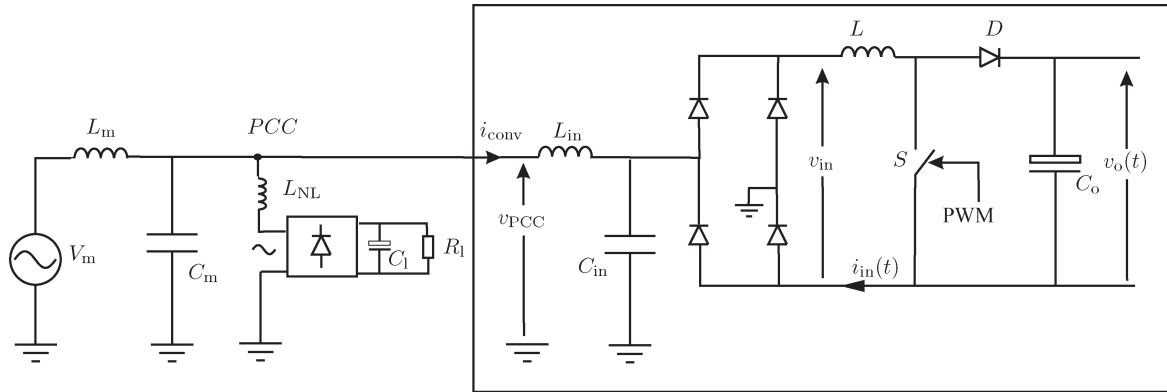 L_m
PCC
i_conv
L_in
L
D
L_NL
V_m
C_m
C_l
R_l
v_PCC
C_in
v_in
S
PWM
C_o
v_o(t)
i_in(t)